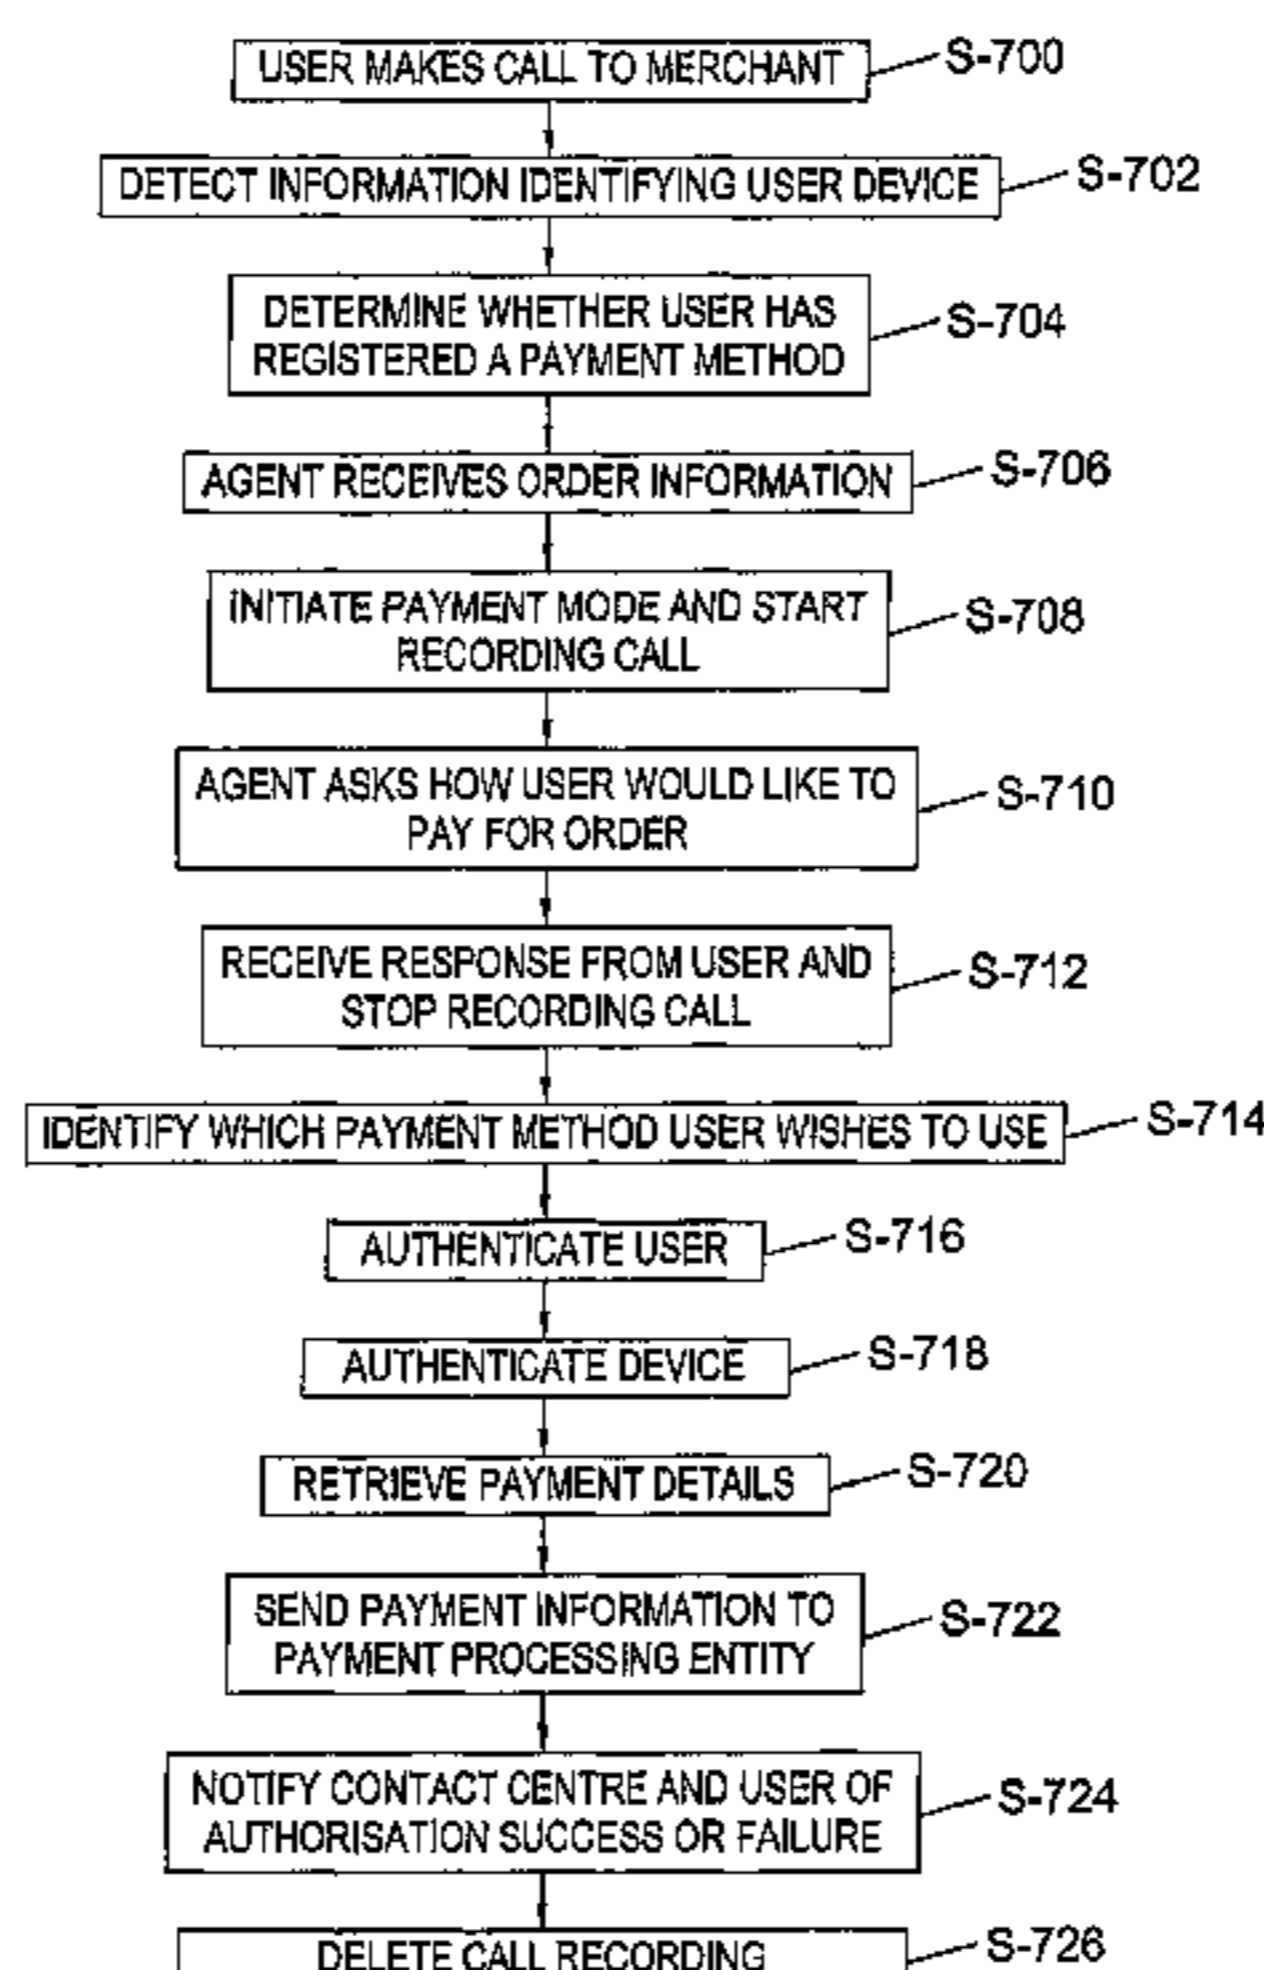 USER MAKES CALL TO MERCHANT
S-700
DETECT INFORMATION IDENTIFYING USER DEVICE
S-702
DETERMINE WHETHER USER HAS
REGISTERED A PAYMENT METHOD
S-704
AGENT RECEIVES ORDER INFORMATION
S-706
INITIATE PAYMENT MODE AND START
RECORDING CALL
S-708
AGENT ASKS HOW USER WOULD LIKE TO
PAY FOR ORDER
S-710
RECEIVE RESPONSE FROM USER AND
STOP RECORDING CALL
S-712
IDENTIFY WHICH PAYMENT METHOD USER WISHES TO USE
S-714
AUTHENTICATE USER
S-716
AUTHENTICATE DEVICE
S-718
RETRIEVE PAYMENT DETAILS
S-720
SEND PAYMENT INFORMATION TO
PAYMENT PROCESSING ENTITY
S-722
NOTIFY CONTACT CENTRE AND USER OF
AUTHORISATION SUCCESS OR FAILURE
S-724
DELETE CALL RECORDING
S-726